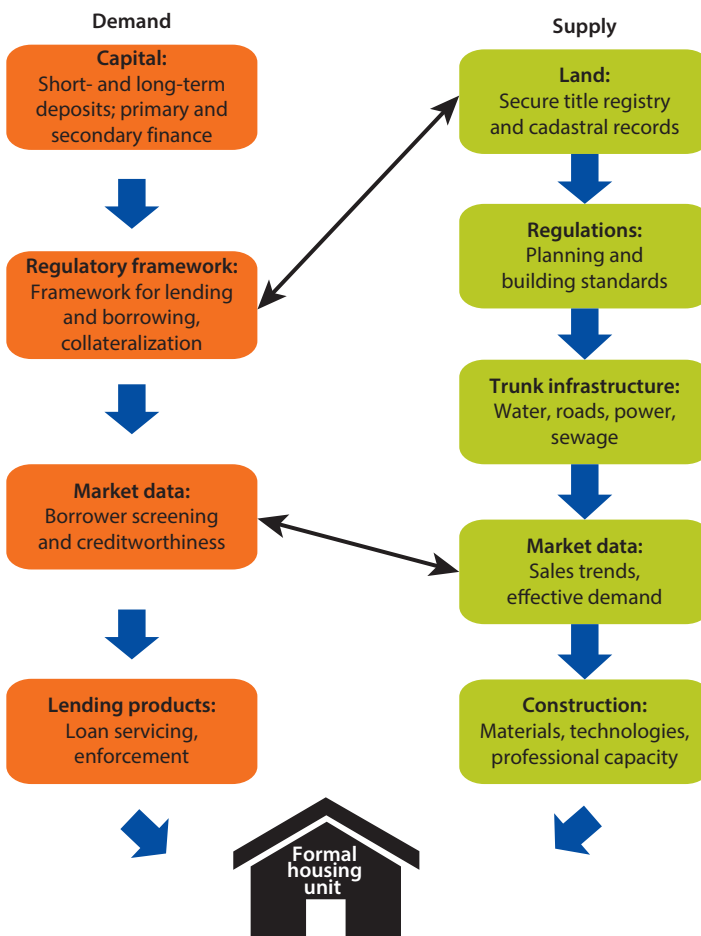 Demand
Capital:
Short- and long-term
deposits; primary and
secondary finance
Regulatory framework:
Framework for lending
and borrowing,
collateralization
Market data:
Borrower screening
and creditworthiness
Lending products:
Loan servicing,
enforcement
Supply
Land:
Secure title registry
and cadastral records
Regulations:
Planning and
building standards
Trunk infrastructure:
Water, roads, power,
sewage
Market data:
Sales trends,
effective demand
Construction:
Materials, technologies,
professional capacity
Formal
housing
unit